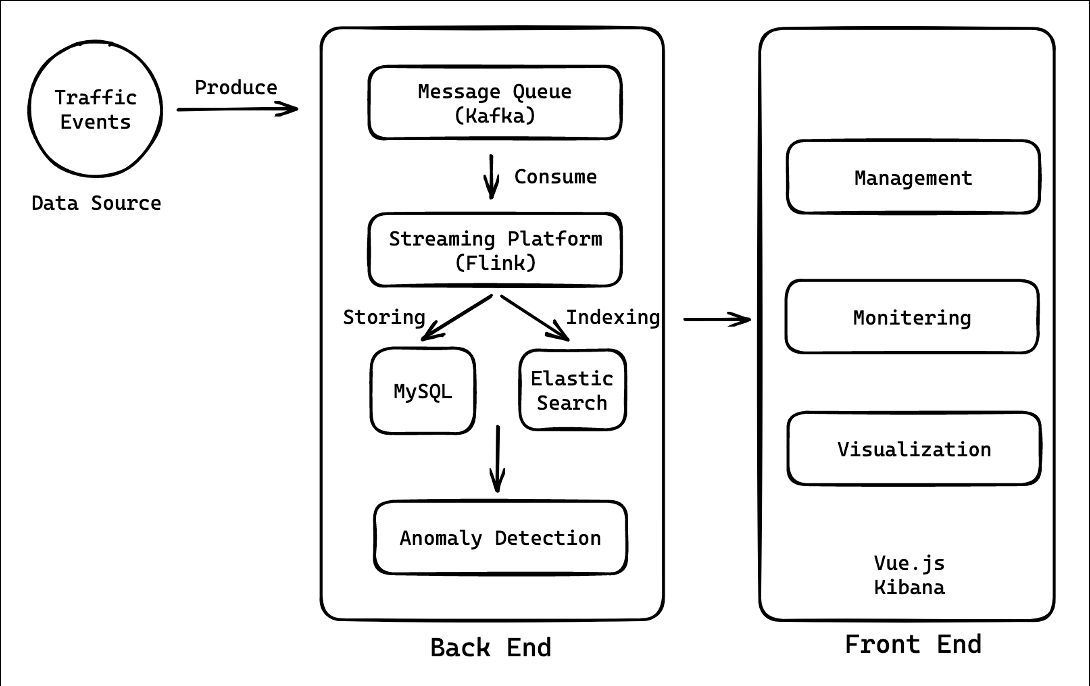 Traffic
Events
Data Source
Produce
Message Queue
(Kafka)
Consume
Streaming Platform
(Flink)
Storing
Indexing
MySQL
Elastic
Search
Anomaly Detection
Back End
Management
Monitering
Visualization
Vue.js
Kibana
Front End